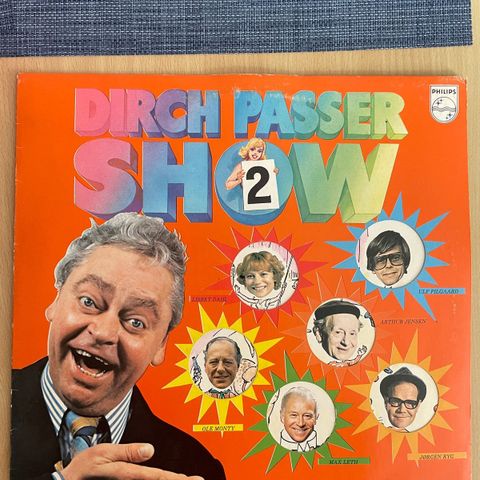 DIRCH PASSER
PHILIPS
SHOW
2
LISBET DAHL
ULF PILGAARD
ARTHUR JENSEN
OLE MONTY
MAX LETH
JØRGEN RYG